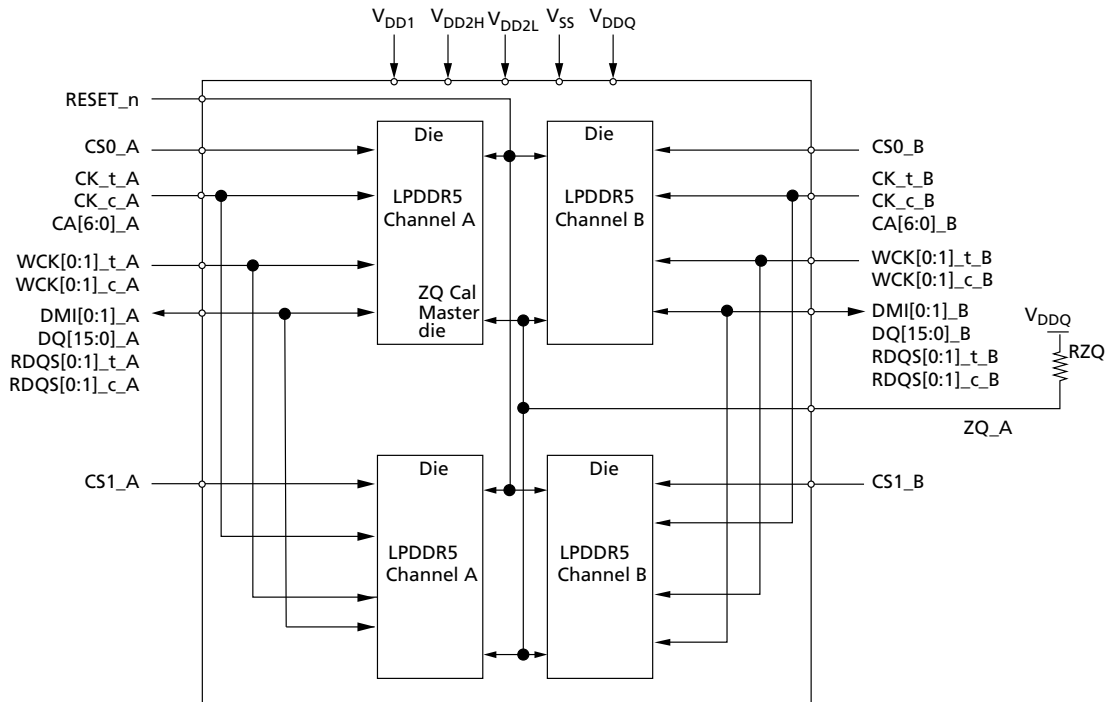 VDD1 VDD2H VDD2L VSS VDDQ
RESET_n
CS0_A
CK_t_A
CK_c_A
CA[6:0]_A
WCK[0:1]_t_A
WCK[0:1]_c_A
DMI[0:1]_A
DQ[15:0]_A
RDQS[0:1]_t_A
RDQS[0:1]_c_A
Die
LPDDR5
Channel A
ZQ Cal
Master
die
Die
LPDDR5
Channel B
CS0_B
CK_t_B
CK_c_B
CA[6:0]_B
WCK[0:1]_t_B
WCK[0:1]_c_B
DMI[0:1]_B
DQ[15:0]_B
RDQS[0:1]_t_B
RDQS[0:1]_c_B
VDDQ
RZQ
ZQ_A
CS1_A
Die
LPDDR5
Channel A
Die
LPDDR5
Channel B
CS1_B